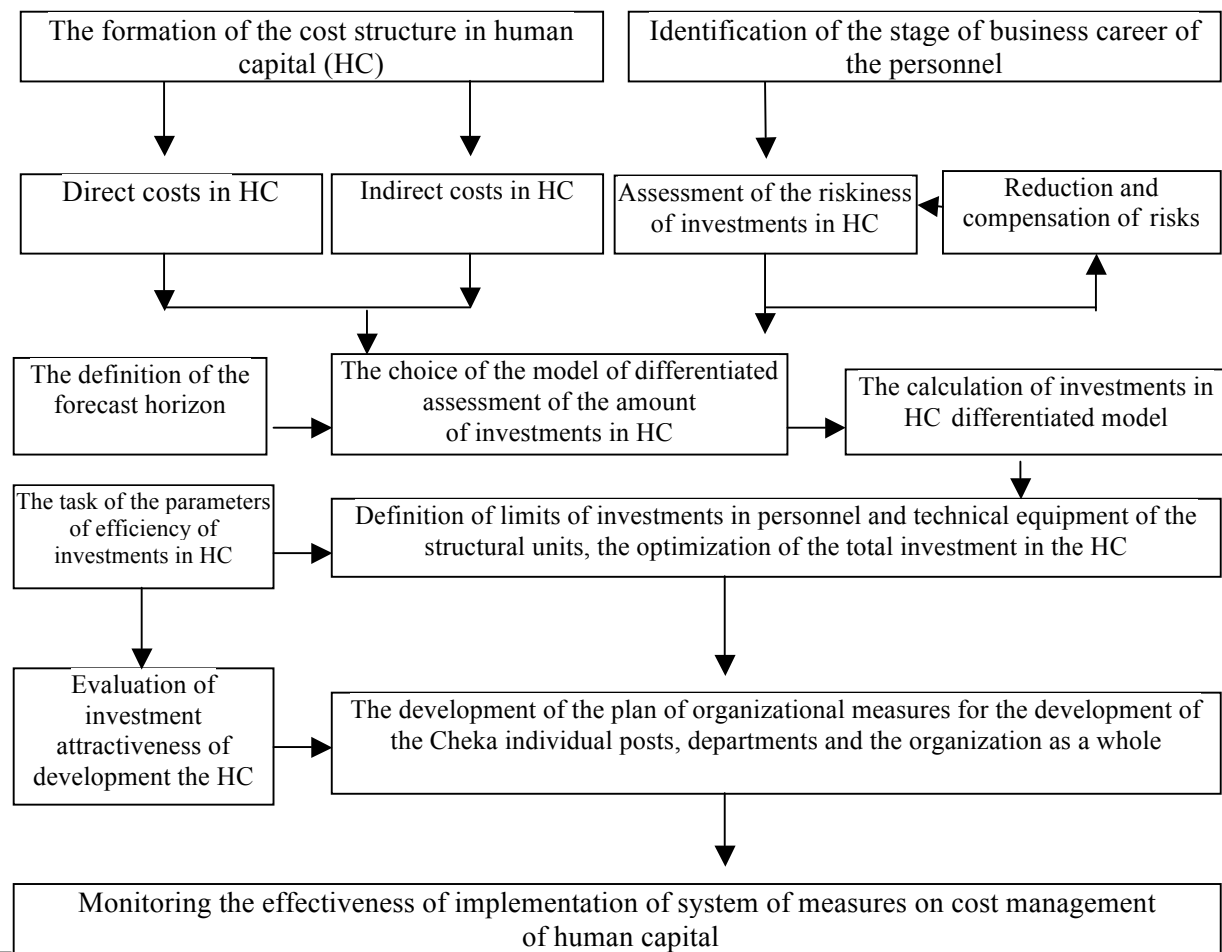 The formation of the cost structure in human
capital (HC)
Identification of the stage of business career of
the personnel
Direct costs in HC
Indirect costs in HC
Assessment of the riskiness
of investments in HC
Reduction and
compensation of risks
The definition of the
forecast horizon
The choice of the model of differentiated
assessment of the amount
of investments in HC
The calculation of investments in
HC differentiated model
The task of the parameters
of efficiency of
investments in HC
Definition of limits of investments in personnel and technical equipment of the
structural units, the optimization of the total investment in the HC
Evaluation of
investment
attractiveness of
development the HC
The development of the plan of organizational measures for the development of
the Cheka individual posts, departments and the organization as a whole
Monitoring the effectiveness of implementation of system of measures on cost management
of human capital